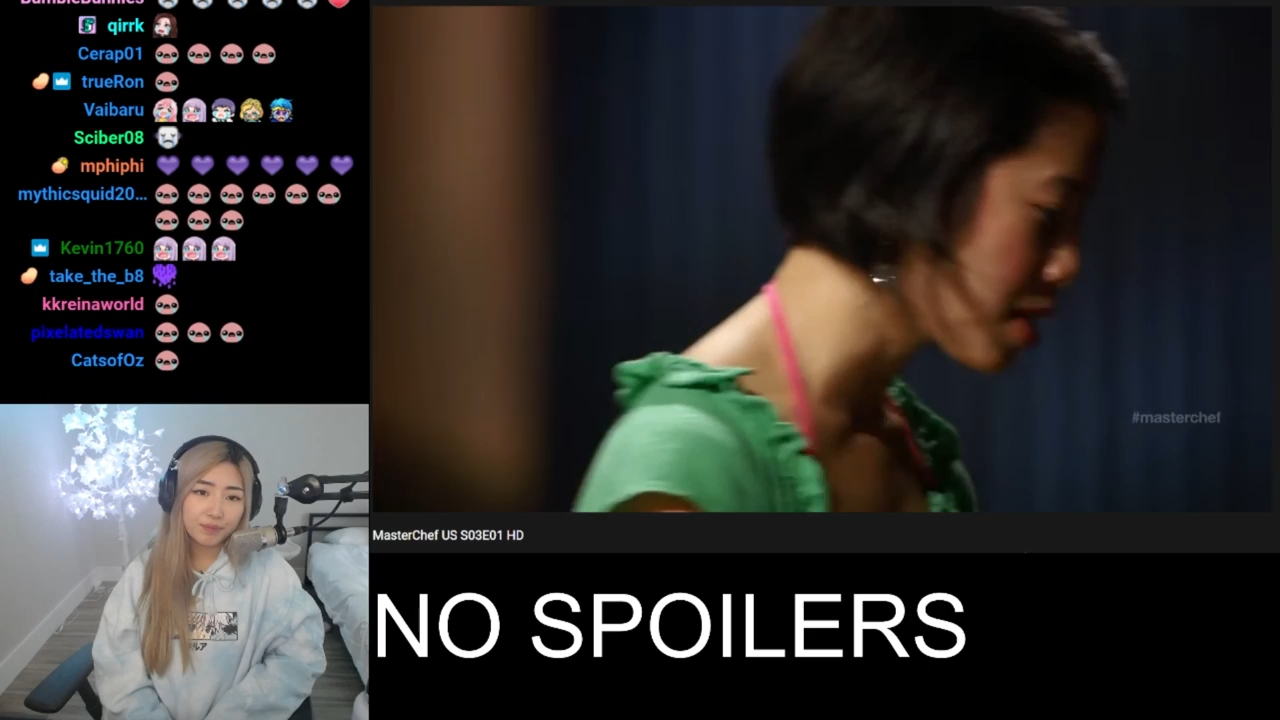 qirrk
Cerap01
trueRon
Vaibaru
Sciber08
mphiphi
mythicsquid20...
Kevin1760
take_the_b8
kkreinaworld
pixelatedswan
CatsofOz
#masterchef
MasterChef US S03E01 HD
NO SPOILERS